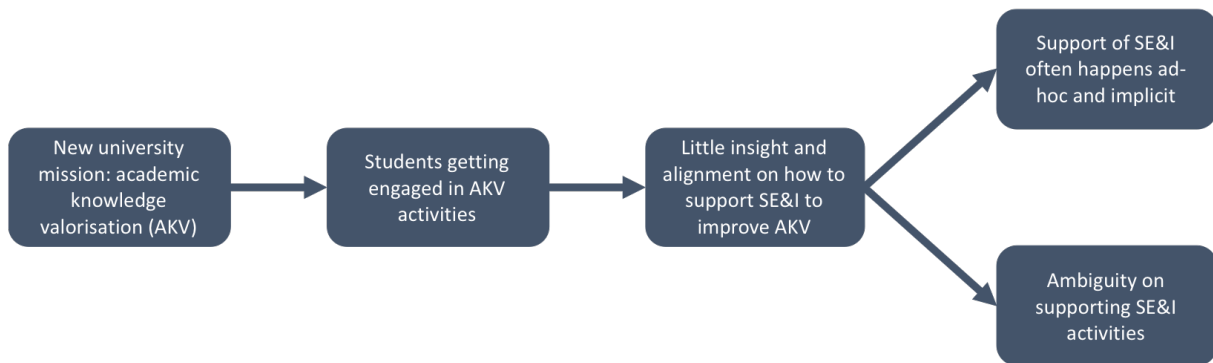 New university
mission: academic
knowledge
valorisation (AKV)
Students getting
engaged in AKV
activities
Little insight and
alignment on how to
support SE&I to
improve AKV
Support of SE&I
often happens ad-
hoc and implicit
Ambiguity on
supporting SE&I
activities